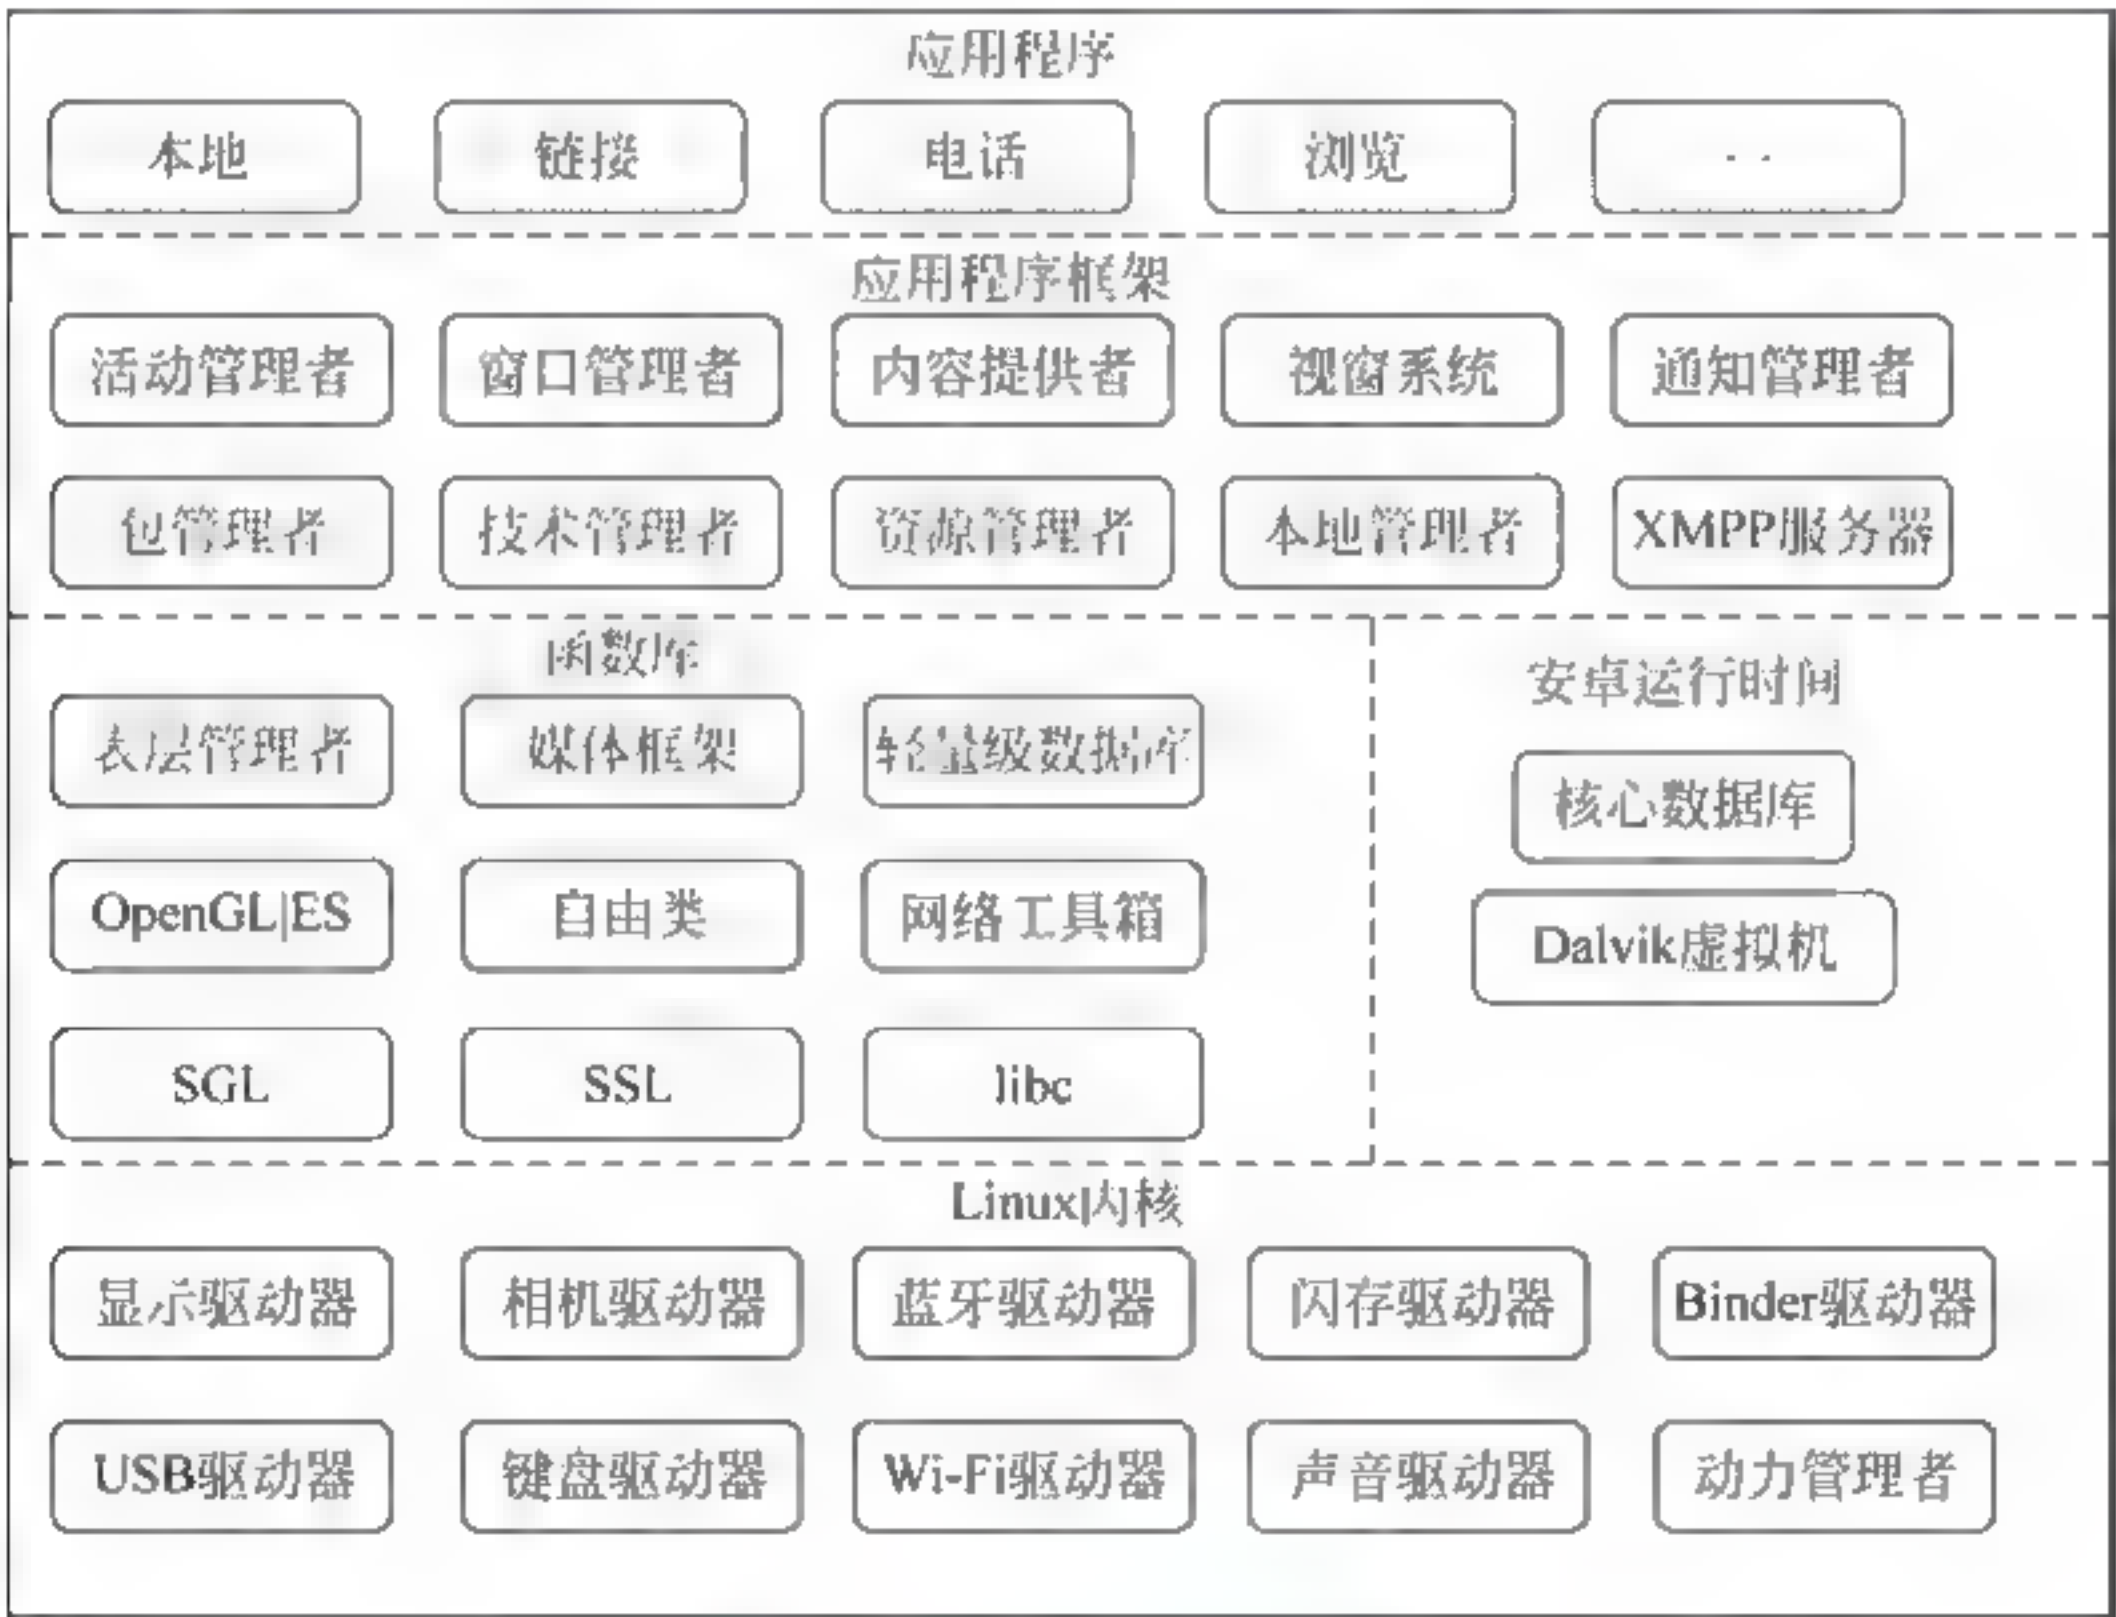 应用程序
本地 链接 电话 浏览 ..
应用程序框架
活动管理者 窗口管理者 内容提供者 视窗系统 通知管理者
包管理者 技术管理者 资源管理者 本地管理者 XMPP服务器
函数库
安卓运行时间
表层管理者 媒体框架 轻量级数据库
核心数据库
OpenGL|ES 自由类 网络工具箱
Dalvik虚拟机
SGL SSL libc
Linux内核
显示驱动器 相机驱动器 蓝牙驱动器 闪存驱动器 Binder驱动器
USB驱动器 键盘驱动器 Wi-Fi驱动器 声音驱动器 动力管理者